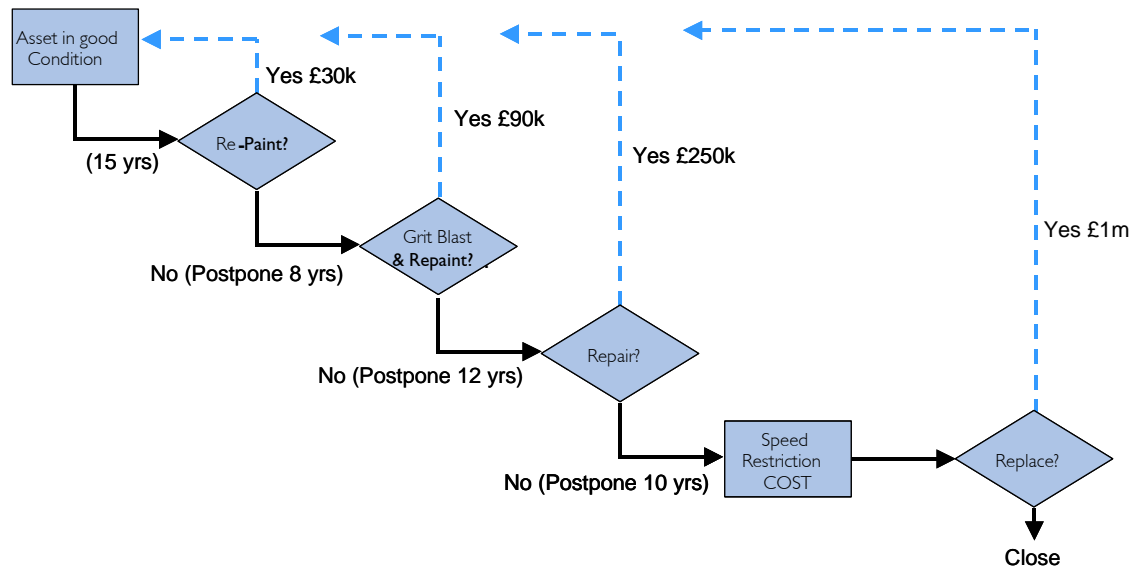 Asset in good
Condition
Yes £30k
Re-Paint?
(15 yrs)
Yes £90k
Grit Blast
& Repaint?
No (Postpone 8 yrs)
Yes £250k
Repair?
No (Postpone 12 yrs)
Yes £1m
Speed
Restriction
COST
Replace?
No (Postpone 10 yrs)
Close